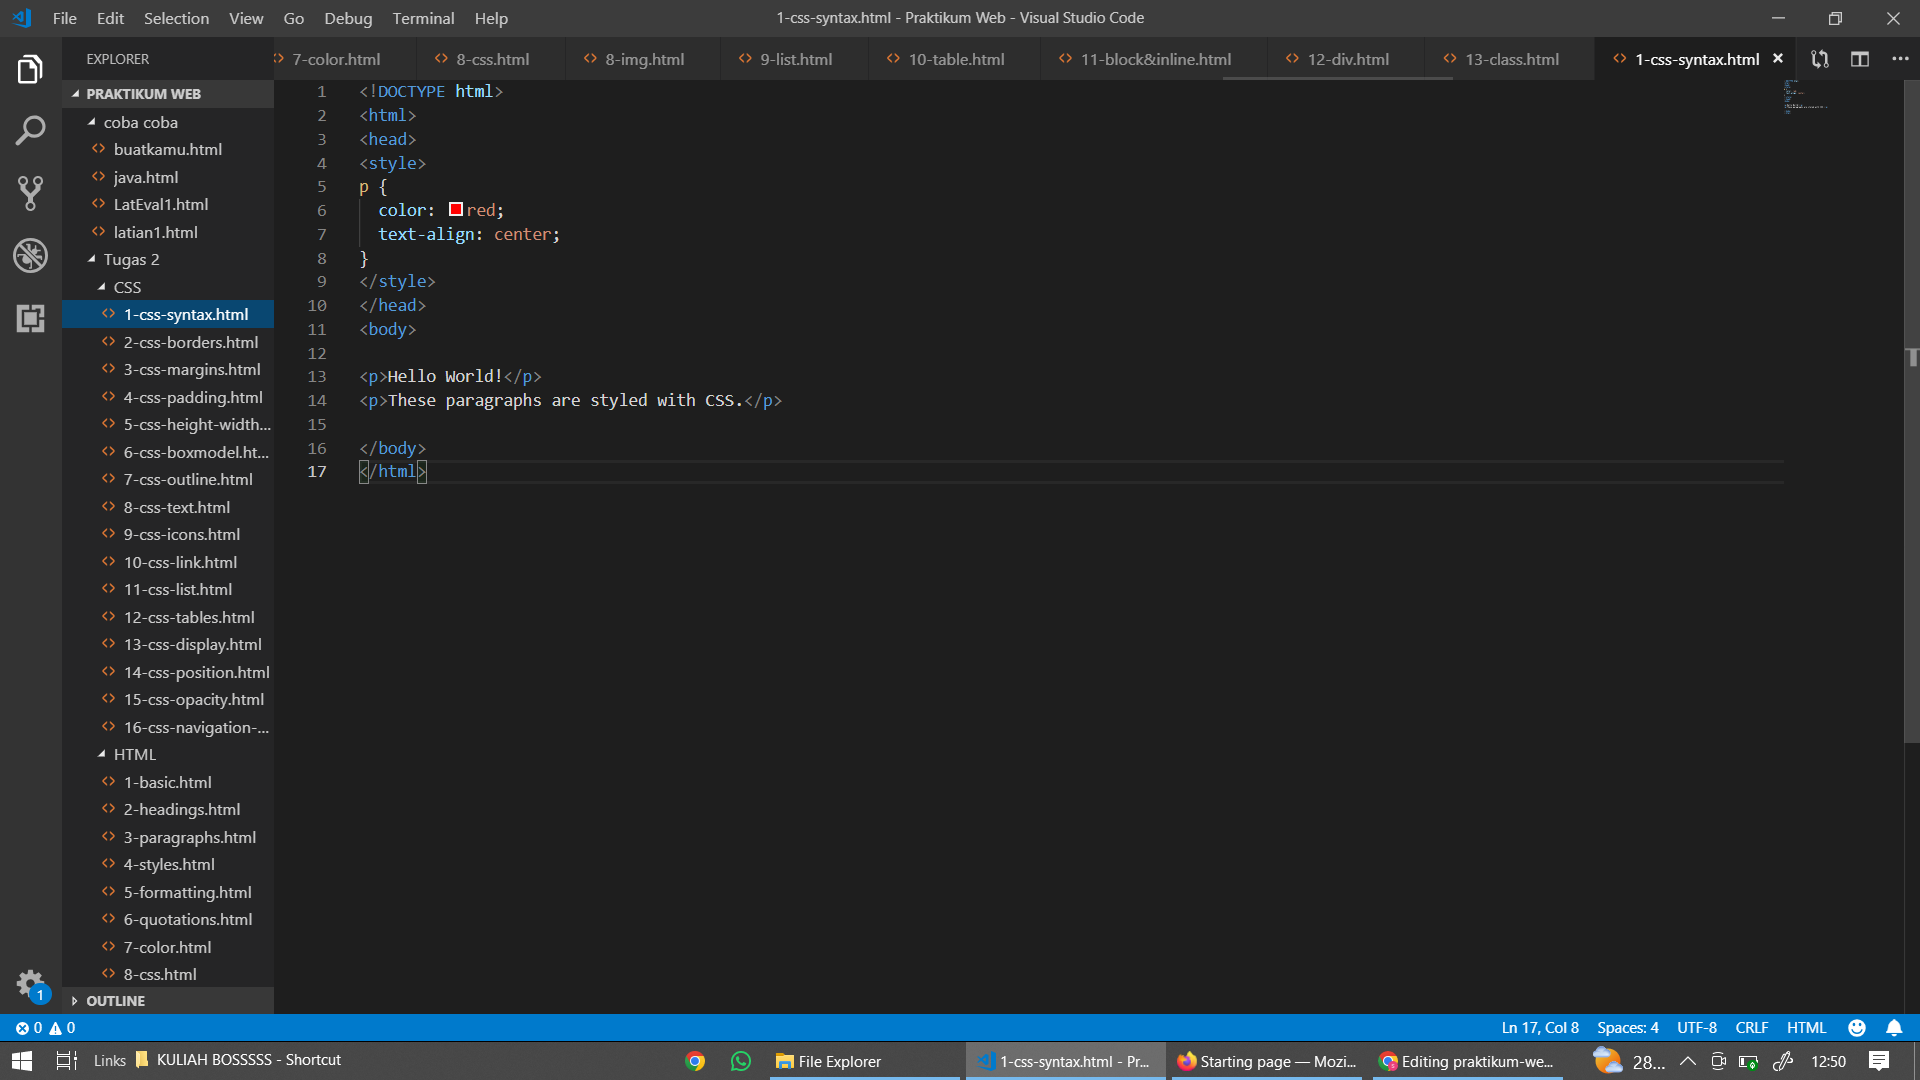 File Edit Selection View Go Debug Terminal Help
1-css-syntax.html - Praktikum Web - Visual Studio Code
EXPLORER
7-color.html 8-css.html 8-img.html 9-list.html 10-table.html 11-block&inline.html 12-div.html 13-class.html 1-css-syntax.html
PRAKTIKUM WEB
coba coba
buatkamu.html
java.html
LatEval1.html
latian1.html
Tugas 2
CSS
1-css-syntax.html
2-css-borders.html
3-css-margins.html
4-css-padding.html
5-css-height-width...
6-css-boxmodel.ht...
7-css-outline.html
8-css-text.html
9-css-icons.html
10-css-link.html
11-css-list.html
12-css-tables.html
13-css-display.html
14-css-position.html
15-css-opacity.html
16-css-navigation-...
HTML
1-basic.html
2-headings.html
3-paragraphs.html
4-styles.html
5-formatting.html
6-quotations.html
7-color.html
8-css.html
OUTLINE
1
1 <!DOCTYPE html>
2 <html>
3 <head>
4 <style>
5 p {
6 color: red;
7 text-align: center;
8 }
9 </style>
10 </head>
11 <body>
12
13 <p>Hello World!</p>
14 <p>These paragraphs are styled with CSS.</p>
15
16 </body>
17 </html>
0 0
Ln 17, Col 8 Spaces: 4 UTF-8 CRLF HTML
Links KULIAH BOSSSSS - Shortcut File Explorer 1-css-syntax.html - Pr... Starting page — Mozi... Editing praktikum-we... 28... 12:50